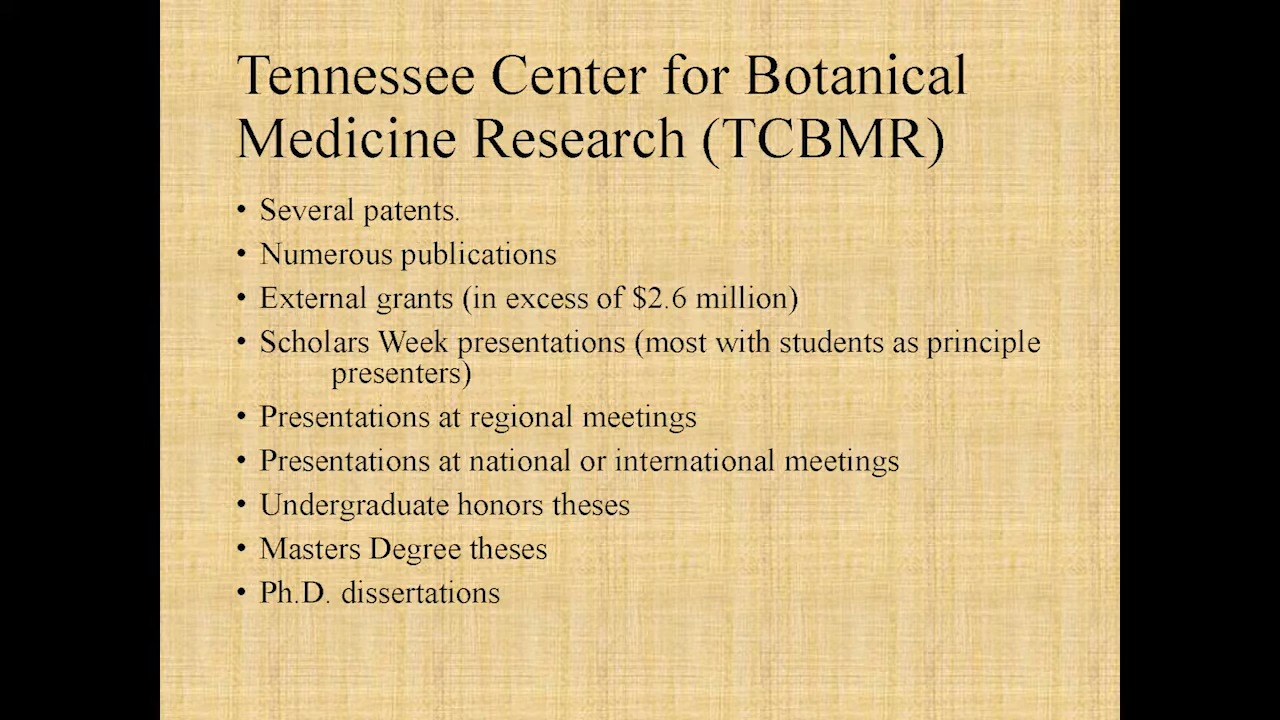 Tennessee Center for Botanical
Medicine Research (TCBMR)
• Several patents.
• Numerous publications
• External grants (in excess of $2.6 million)
• Scholars Week presentations (most with students as principle
presenters)
• Presentations at regional meetings
• Presentations at national or international meetings
• Undergraduate honors theses
• Masters Degree theses
• Ph.D. dissertations